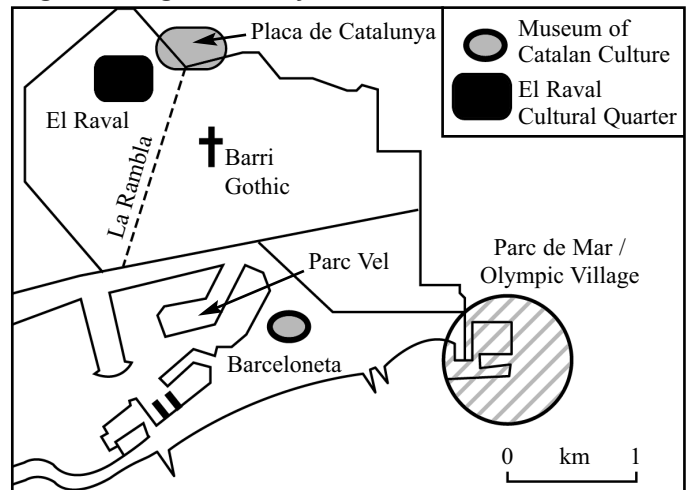 Placa de Catalunya
Museum of
Catalan Culture
El Raval
Cultural Quarter
El Raval
La Rambla
Barri
Gothic
Parc Vel
Parc de Mar /
Olympic Village
Barceloneta
0 km 1